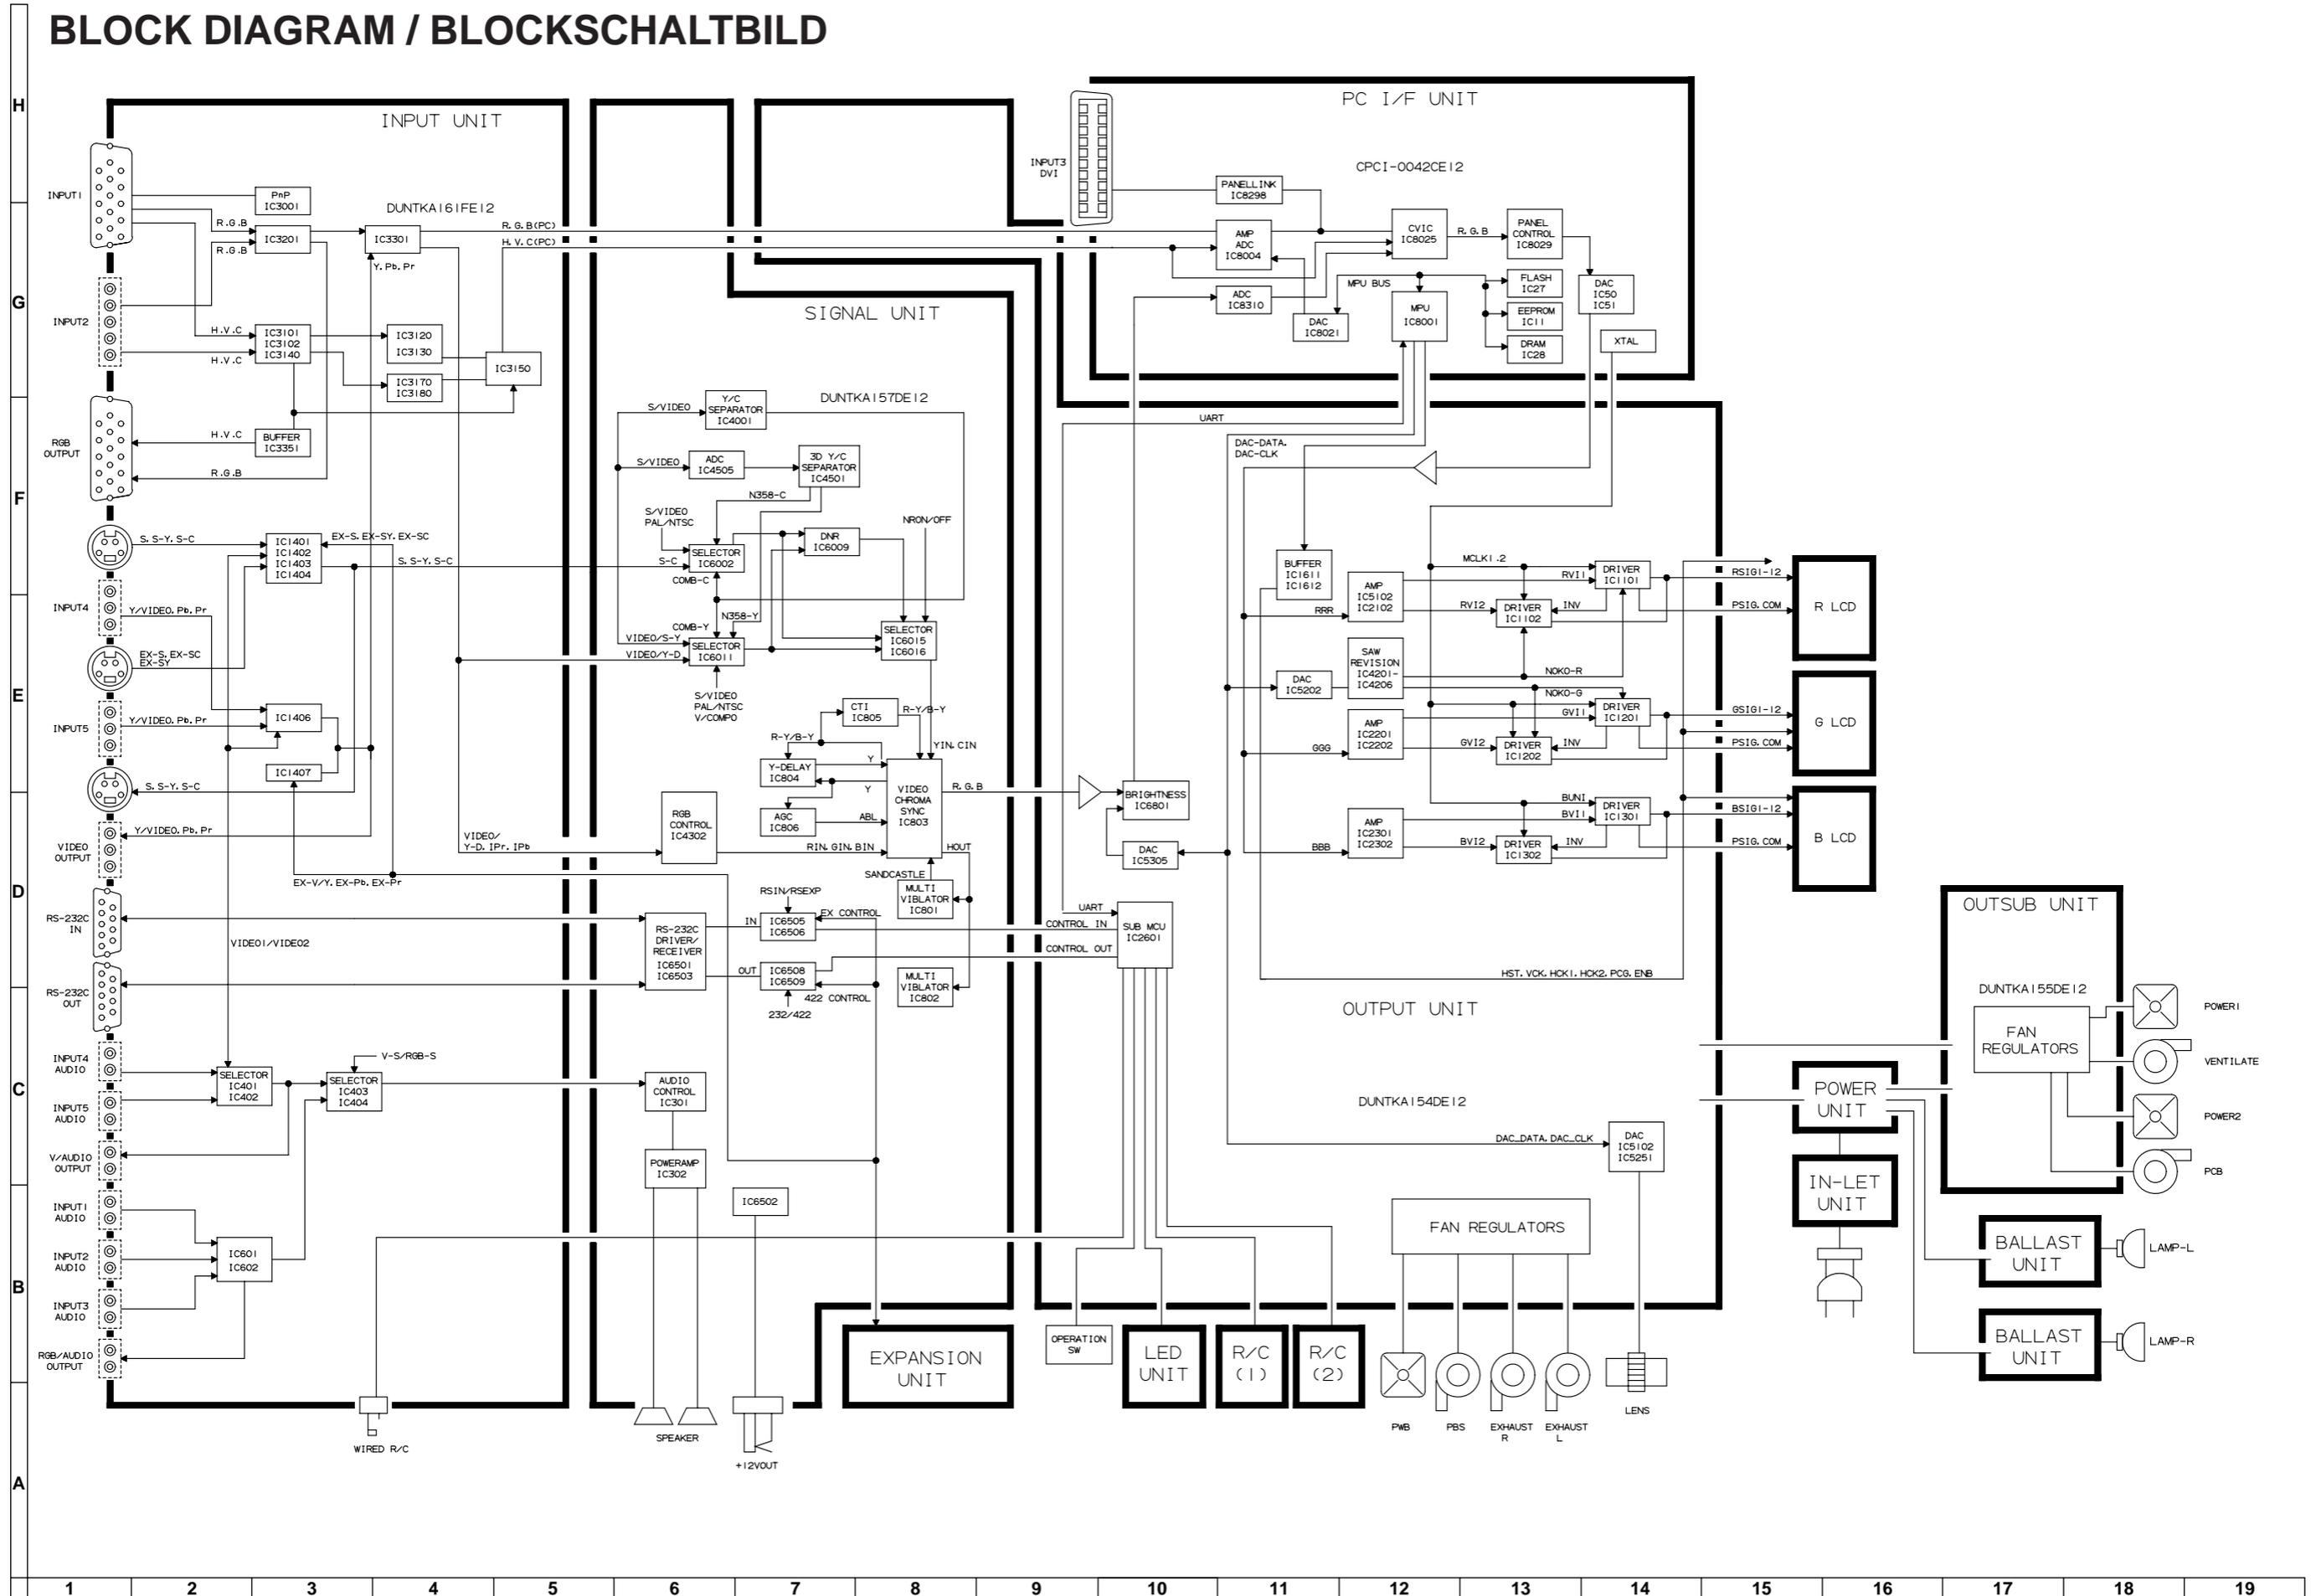 BLOCK DIAGRAM / BLOCKSCHALTBILD
H
G
F
E
D
C
B
A
INPUT UNIT
DUNTKA161FE12
INPUT1
PnP
IC3001
R.G.B
R.G.B
IC3201
IC3301
R.G.B(PC)
H.V.C(PC)
Y.Pb.Pr
INPUT2
H.V.C
H.V.C
IC3101
IC3102
IC3140
IC3120
IC3130
IC3150
IC3170
IC3180
RGB
OUTPUT
H.V.C
BUFFER
IC3351
R.G.B
S.S-Y.S-C
IC1401
IC1402
IC1403
IC1404
EX-S.EX-SY.EX-SC
S.S-Y.S-C
INPUT4
Y/VIDEO.Pb.Pr
EX-S.EX-SC
EX-SY
INPUT5
Y/VIDEO.Pb.Pr
IC1406
IC1407
S.S-Y.S-C
VIDEO
OUTPUT
Y/VIDEO.Pb.Pr
VIDEO/
Y-D.IPr.IPb
EX-V/Y.EX-Pb.EX-Pr
RS-232C
IN
VIDEO1/VIDEO2
RS-232C
OUT
INPUT4
AUDIO
SELECTOR
IC401
IC402
V-S/RGB-S
SELECTOR
IC403
IC404
INPUT5
AUDIO
V/AUDIO
OUTPUT
INPUT1
AUDIO
INPUT2
AUDIO
IC601
IC602
INPUT3
AUDIO
RGB/AUDIO
OUTPUT
WIRED R/C
SIGNAL UNIT
DUNTKA157DE12
S/VIDEO
Y/C
SEPARATOR
IC4001
S/VIDEO
ADC
IC4505
3D Y/C
SEPARATOR
IC4501
N358-C
S/VIDEO
PAL/NTSC
NRON/OFF
SELECTOR
IC6002
S-C
DNR
IC6009
COMB-C
N358-Y
COMB-Y
VIDEO/S-Y
VIDEO/Y-D
SELECTOR
IC6011
SELECTOR
IC6015
IC6016
S/VIDEO
PAL/NTSC
V/COMPO
CTI
IC805
R-Y/B-Y
R-Y/B-Y
YIN.CIN
Y-DELAY
IC804
Y
Y
VIDEO
CHROMA
SYNC
IC803
R.G.B
RGB
CONTROL
IC4302
AGC
IC806
ABL
RIN.GIN.BIN
HOUT
SANDCASTLE
MULTI
VIBLATOR
IC801
RSIN/RSEXP
RS-232C
DRIVER/
RECEIVER
IC6501
IC6503
IN
IC6505
IC6506
EX CONTROL
OUT
IC6508
IC6509
422 CONTROL
232/422
MULTI
VIBLATOR
IC802
AUDIO
CONTROL
IC301
POWERAMP
IC302
IC6502
SPEAKER
+12VOUT
EXPANSION
UNIT
PC I/F UNIT
CPCI-0042CE12
INPUT3
DVI
PANELLINK
IC8298
AMP
ADC
IC8004
CVIC
IC8025
R.G.B
PANEL
CONTROL
IC8029
ADC
IC8310
MPU BUS
MPU
IC8001
DAC
IC8021
FLASH
IC27
EEPROM
IC11
DRAM
IC28
DAC
IC50
IC51
XTAL
UART
DAC-DATA.
DAC-CLK
BUFFER
IC1611
IC1612
AMP
IC5102
IC2102
RRR
MCLK1.2
RVI1
DRIVER
IC1101
RVI2
DRIVER
IC1102
INV
RSIG1-12
PSIG.COM
R LCD
DAC
IC5202
SAW
REVISION
IC4201-
IC4206
NOKO-R
NOKO-G
AMP
IC2201
IC2202
GGG
GVI1
DRIVER
IC1201
GVI2
DRIVER
IC1202
INV
GSIG1-12
PSIG.COM
G LCD
BRIGHTNESS
IC6801
DAC
IC5305
AMP
IC2301
IC2302
BBB
BUNI
BVI1
DRIVER
IC1301
BVI2
DRIVER
IC1302
INV
BSIG1-12
PSIG.COM
B LCD
UART
CONTROL IN
CONTROL OUT
SUB MCU
IC2601
HST.VCK.HCK1.HCK2.PCG.ENB
OUTPUT UNIT
DUNTKA154DE12
DAC_DATA.DAC_CLK
DAC
IC5102
IC5251
FAN REGULATORS
OPERATION
SW
LED
UNIT
R/C
(1)
R/C
(2)
PWB
PBS
EXHAUST
R
EXHAUST
L
LENS
OUTSUB UNIT
DUNTKA155DE12
FAN
REGULATORS
POWER1
VENTILATE
POWER2
PCB
POWER
UNIT
IN-LET
UNIT
BALLAST
UNIT
LAMP-L
BALLAST
UNIT
LAMP-R
1 2 3 4 5 6 7 8 9 10 11 12 13 14 15 16 17 18 19